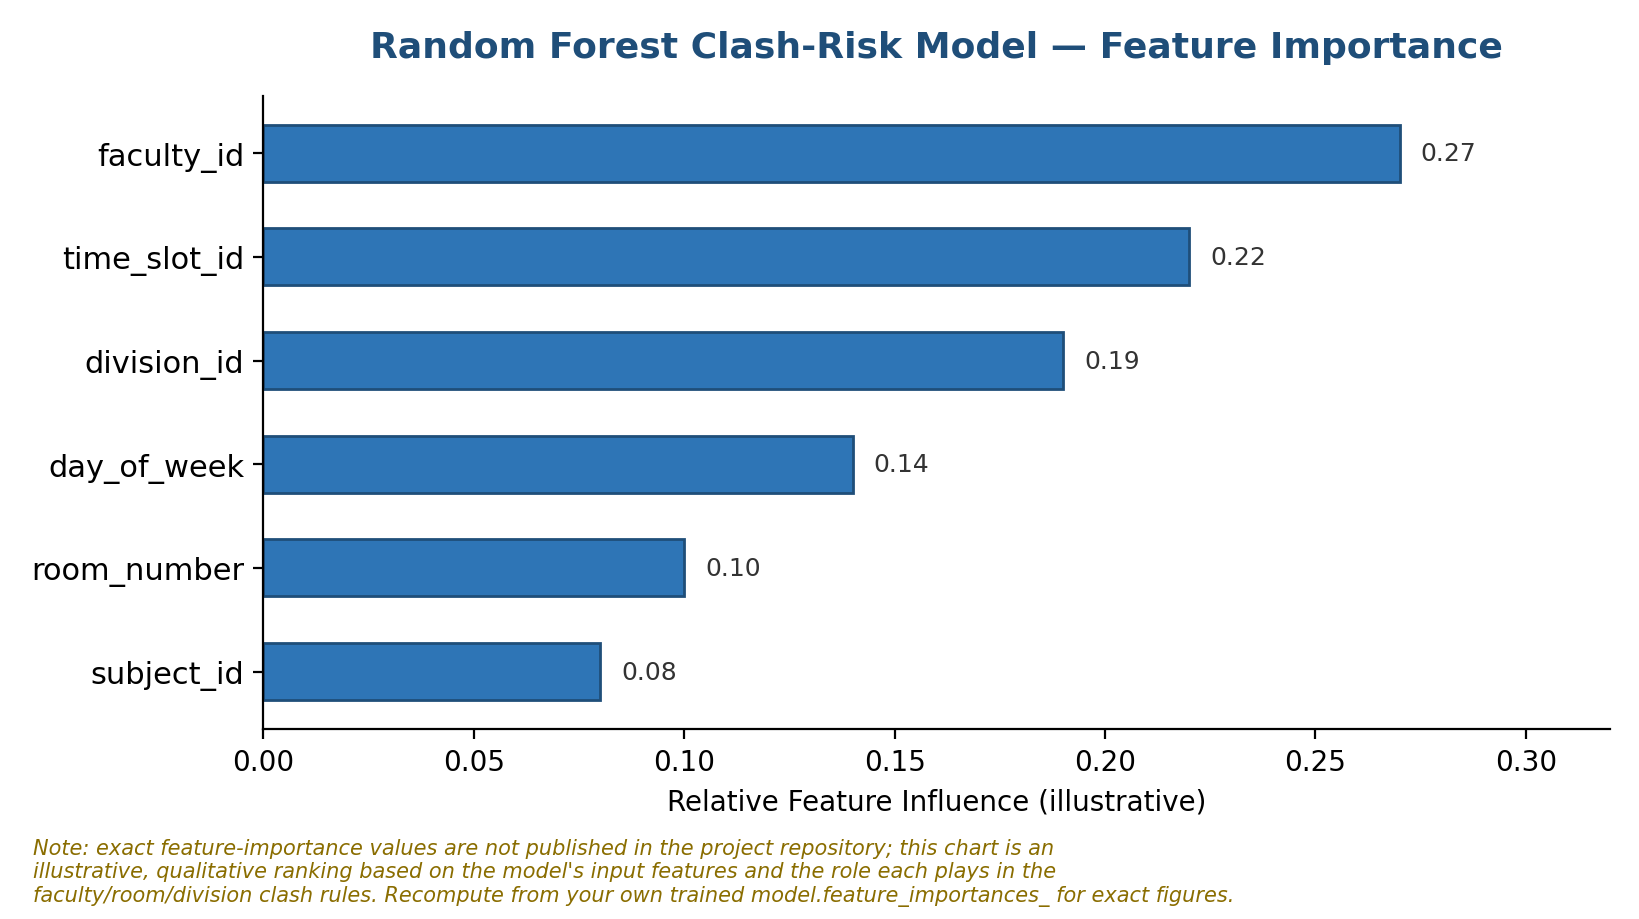 Random Forest Clash-Risk Model — Feature Importance
faculty_id
0.27
time_slot_id
0.22
division_id
0.19
day_of_week
0.14
room_number
0.10
subject_id
0.08
0.00 0.05 0.10 0.15 0.20 0.25 0.30
Relative Feature Influence (illustrative)
Note: exact feature-importance values are not published in the project repository; this chart is an
illustrative, qualitative ranking based on the model's input features and the role each plays in the
faculty/room/division clash rules. Recompute from your own trained model.feature_importances_ for exact figures.